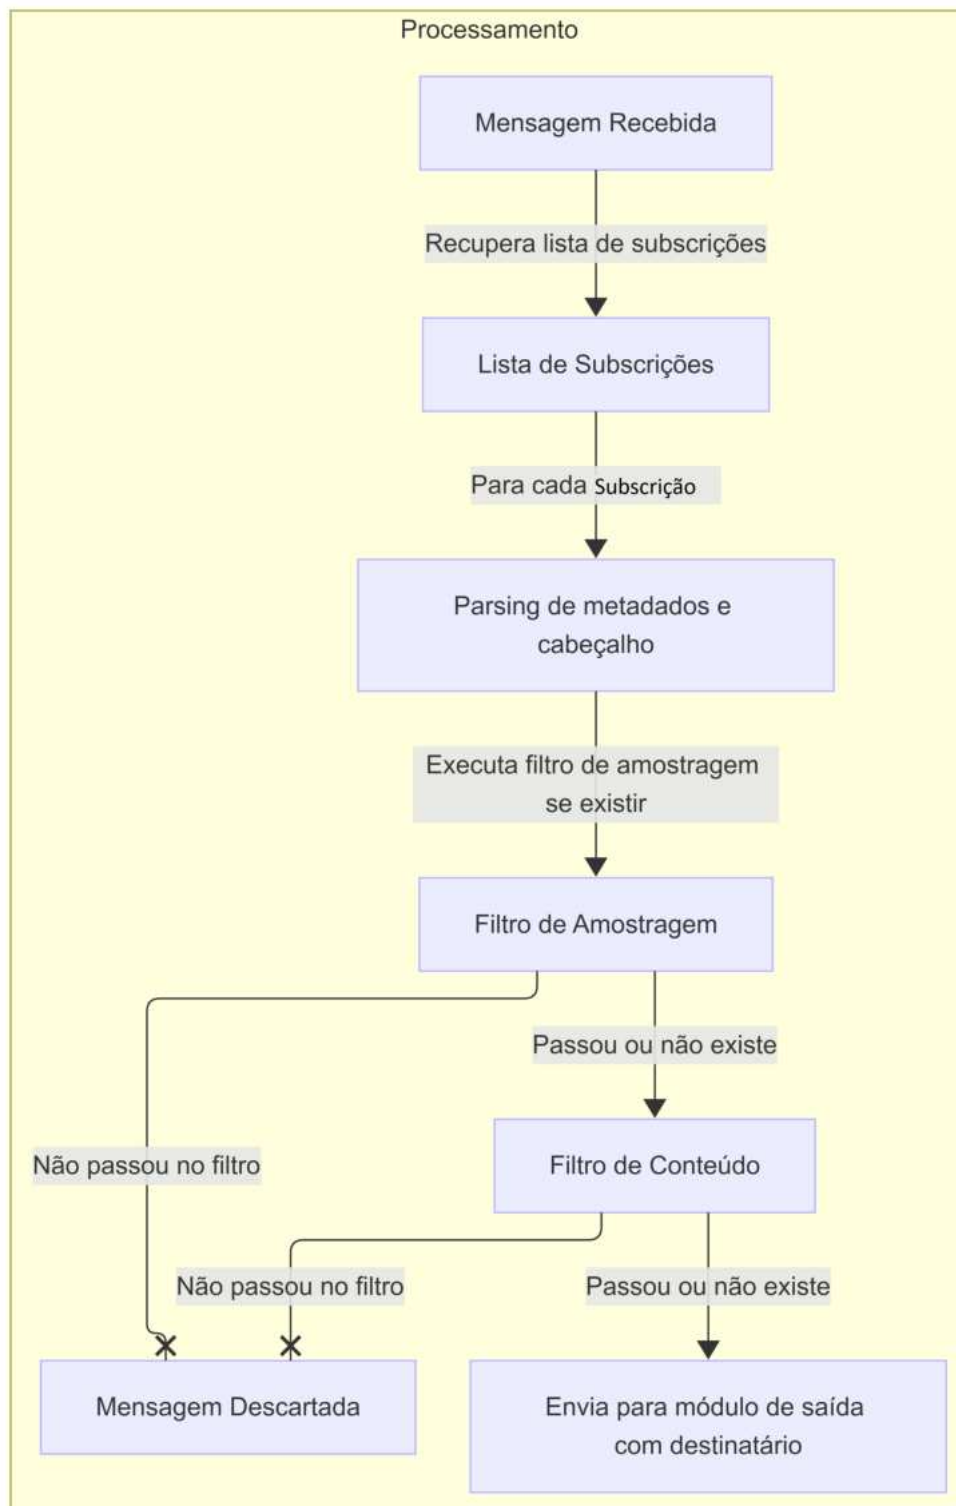 Processamento
Mensagem Recebida
Recupera lista de subscrições
Lista de Subscrições
Para cada Subscrição
Parsing de metadados e
cabeçalho
Executa filtro de amostragem
se existir
Filtro de Amostragem
Passou ou não existe
Não passou no filtro
Filtro de Conteúdo
Não passou no filtro
Passou ou não existe
Mensagem Descartada
Envia para módulo de saída
com destinatário